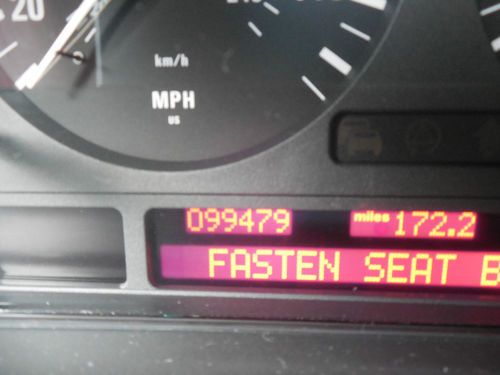 20
km/h
MPH
US
099479 miles 172.2
FASTEN SEAT B